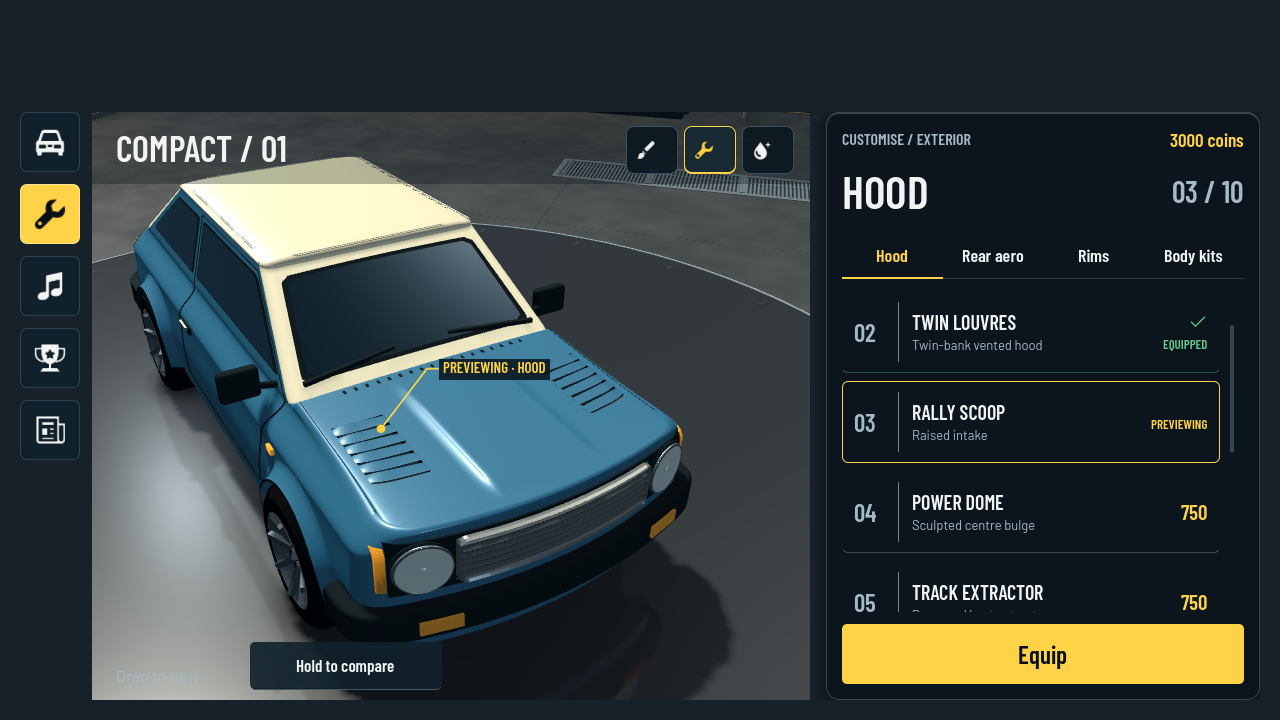 COMPACT / 01
PREVIEWING · HOOD
Drag to turn
Hold to compare
CUSTOMISE / EXTERIOR
3000 coins
HOOD
03 / 10
Hood
Rear aero
Rims
Body kits
02
TWIN LOUVRES
Twin-bank vented hood
EQUIPPED
03
RALLY SCOOP
Raised intake
PREVIEWING
04
POWER DOME
Sculpted centre bulge
750
05
TRACK EXTRACTOR
750
Equip